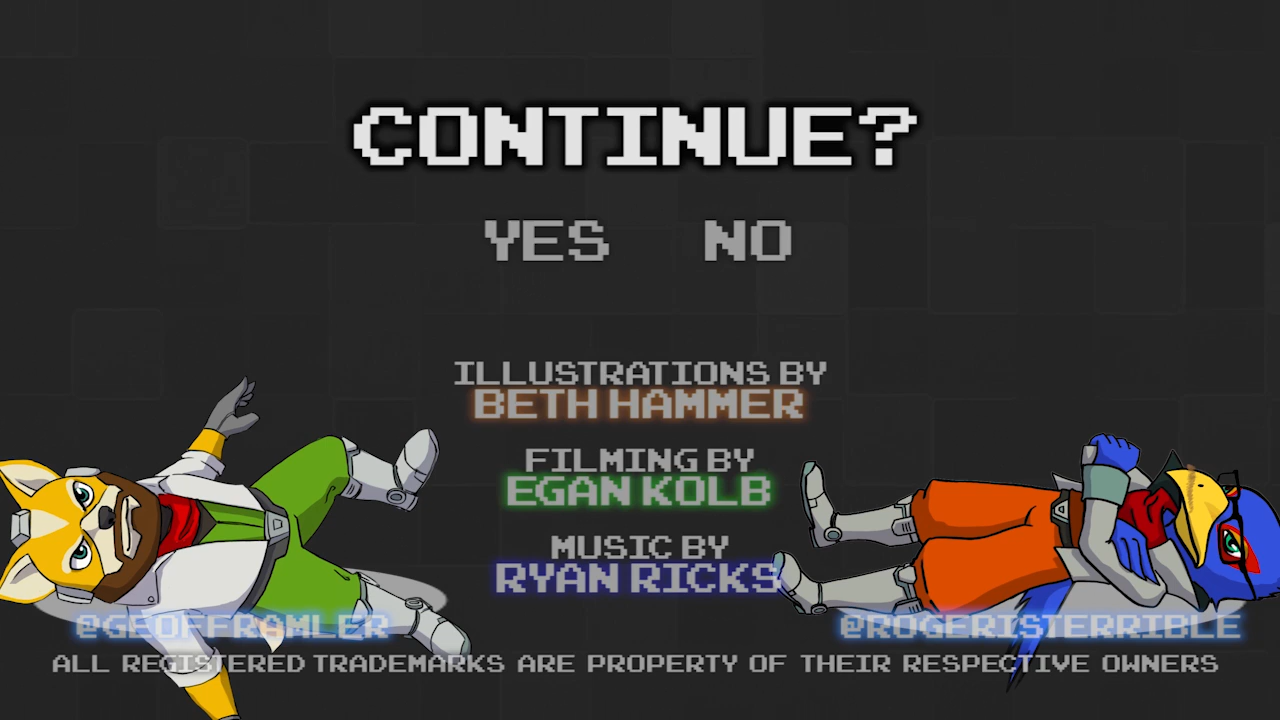 CONTINUE?
YES NO
ILLUSTRATIONS BY
BETH HAMMER
FILMING BY
EGAN KOLB
MUSIC BY
RYAN RICKS
@GEOFFRAMLER @ROGERISTERRIBLE
ALL REGISTERED TRADEMARKS ARE PROPERTY OF THEIR RESPECTIVE OWNERS